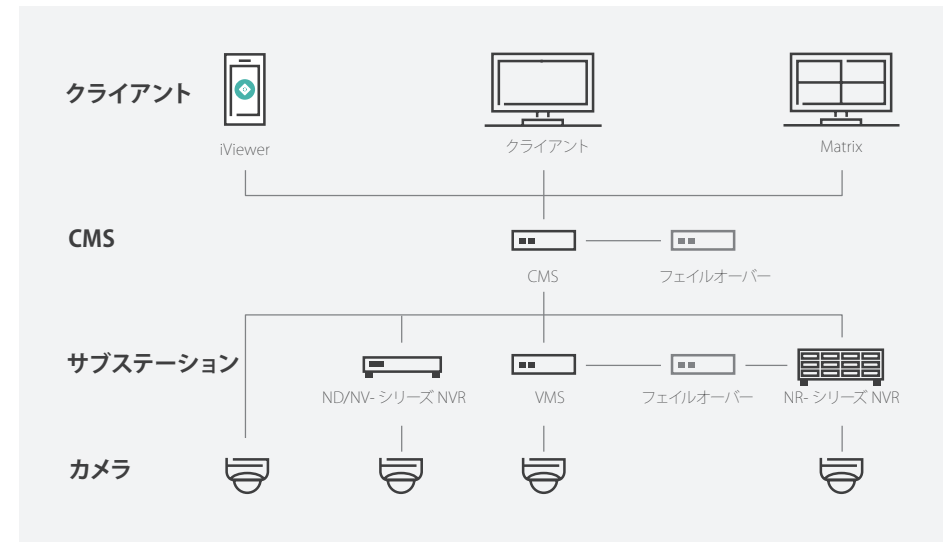 クライアント
iViewer
クライアント
Matrix
CMS
CMS
フェイルオーバー
サブステーション
ND/NV- シリーズ NVR
VMS
フェイルオーバー
NR- シリーズ NVR
カメラ